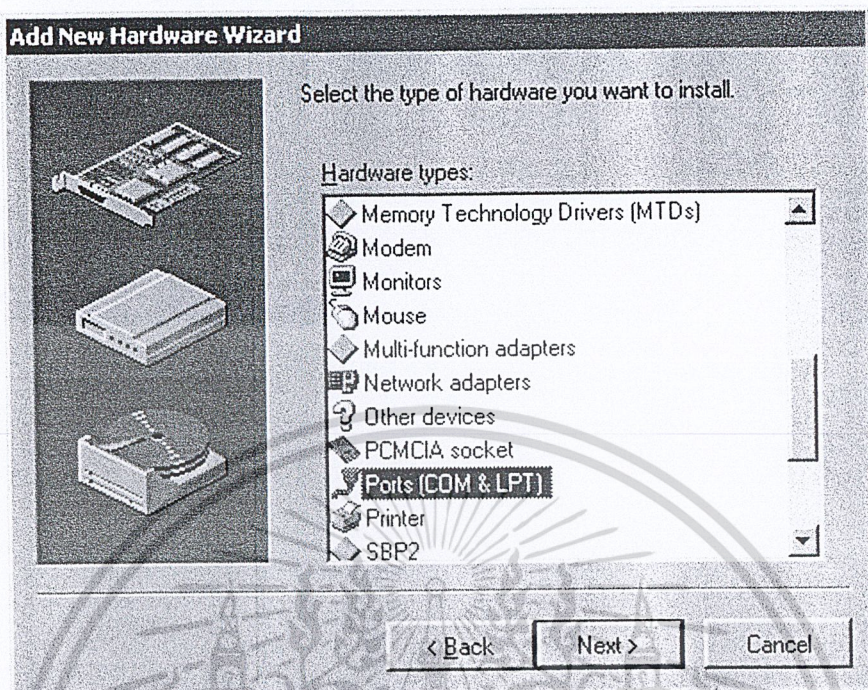 Add New Hardware Wizard
Select the type of hardware you want to install.
Hardware types:
Memory Technology Drivers (MTDs)
Modem
Monitors
Mouse
Multi-function adapters
Network adapters
Other devices
PCMCIA socket
Ports (COM & LPT)
Printer
SBP2
< Back
Next >
Cancel